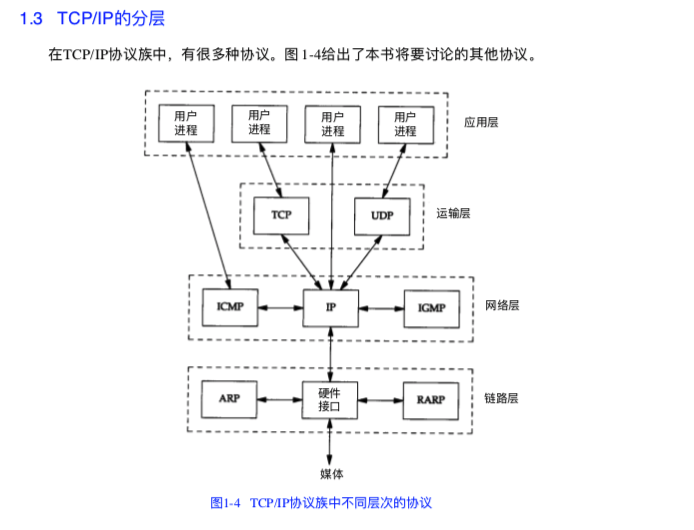 1.3 TCP/IP的分层
在TCP/IP协议族中，有很多种协议。图 1-4给出了本书将要讨论的其他协议。
用户 用户 用户 用户
进程 进程 进程 进程
应用层
TCP UDP 运输层
ICMP IP IGMP 网络层
ARP 硬件 RARP 链路层
接口
媒体
图1-4 TCP/IP协议族中不同层次的协议